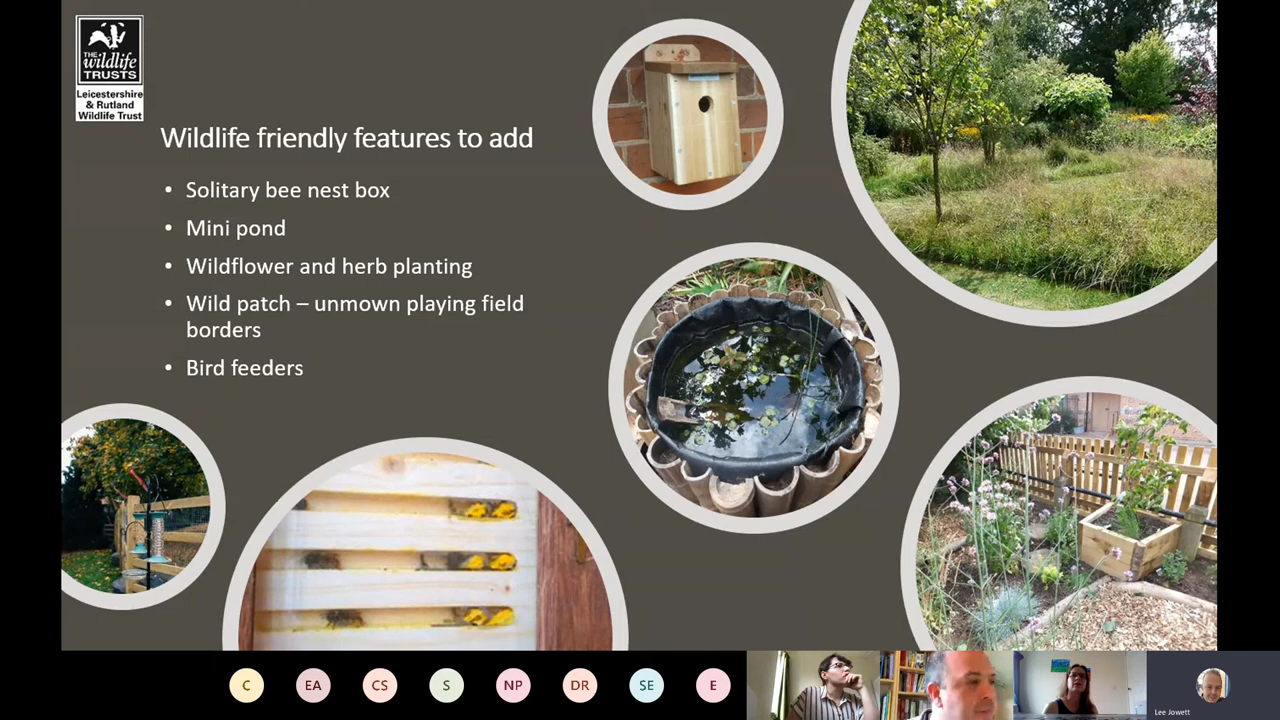 THE
wildlife
TRUSTS
Leicestershire
& Rutland
Wildlife Trust
Wildlife friendly features to add
• Solitary bee nest box
• Mini pond
• Wildflower and herb planting
• Wild patch – unmown playing field
borders
• Bird feeders
C EA CS S NP DR SE E
Lee Jowett